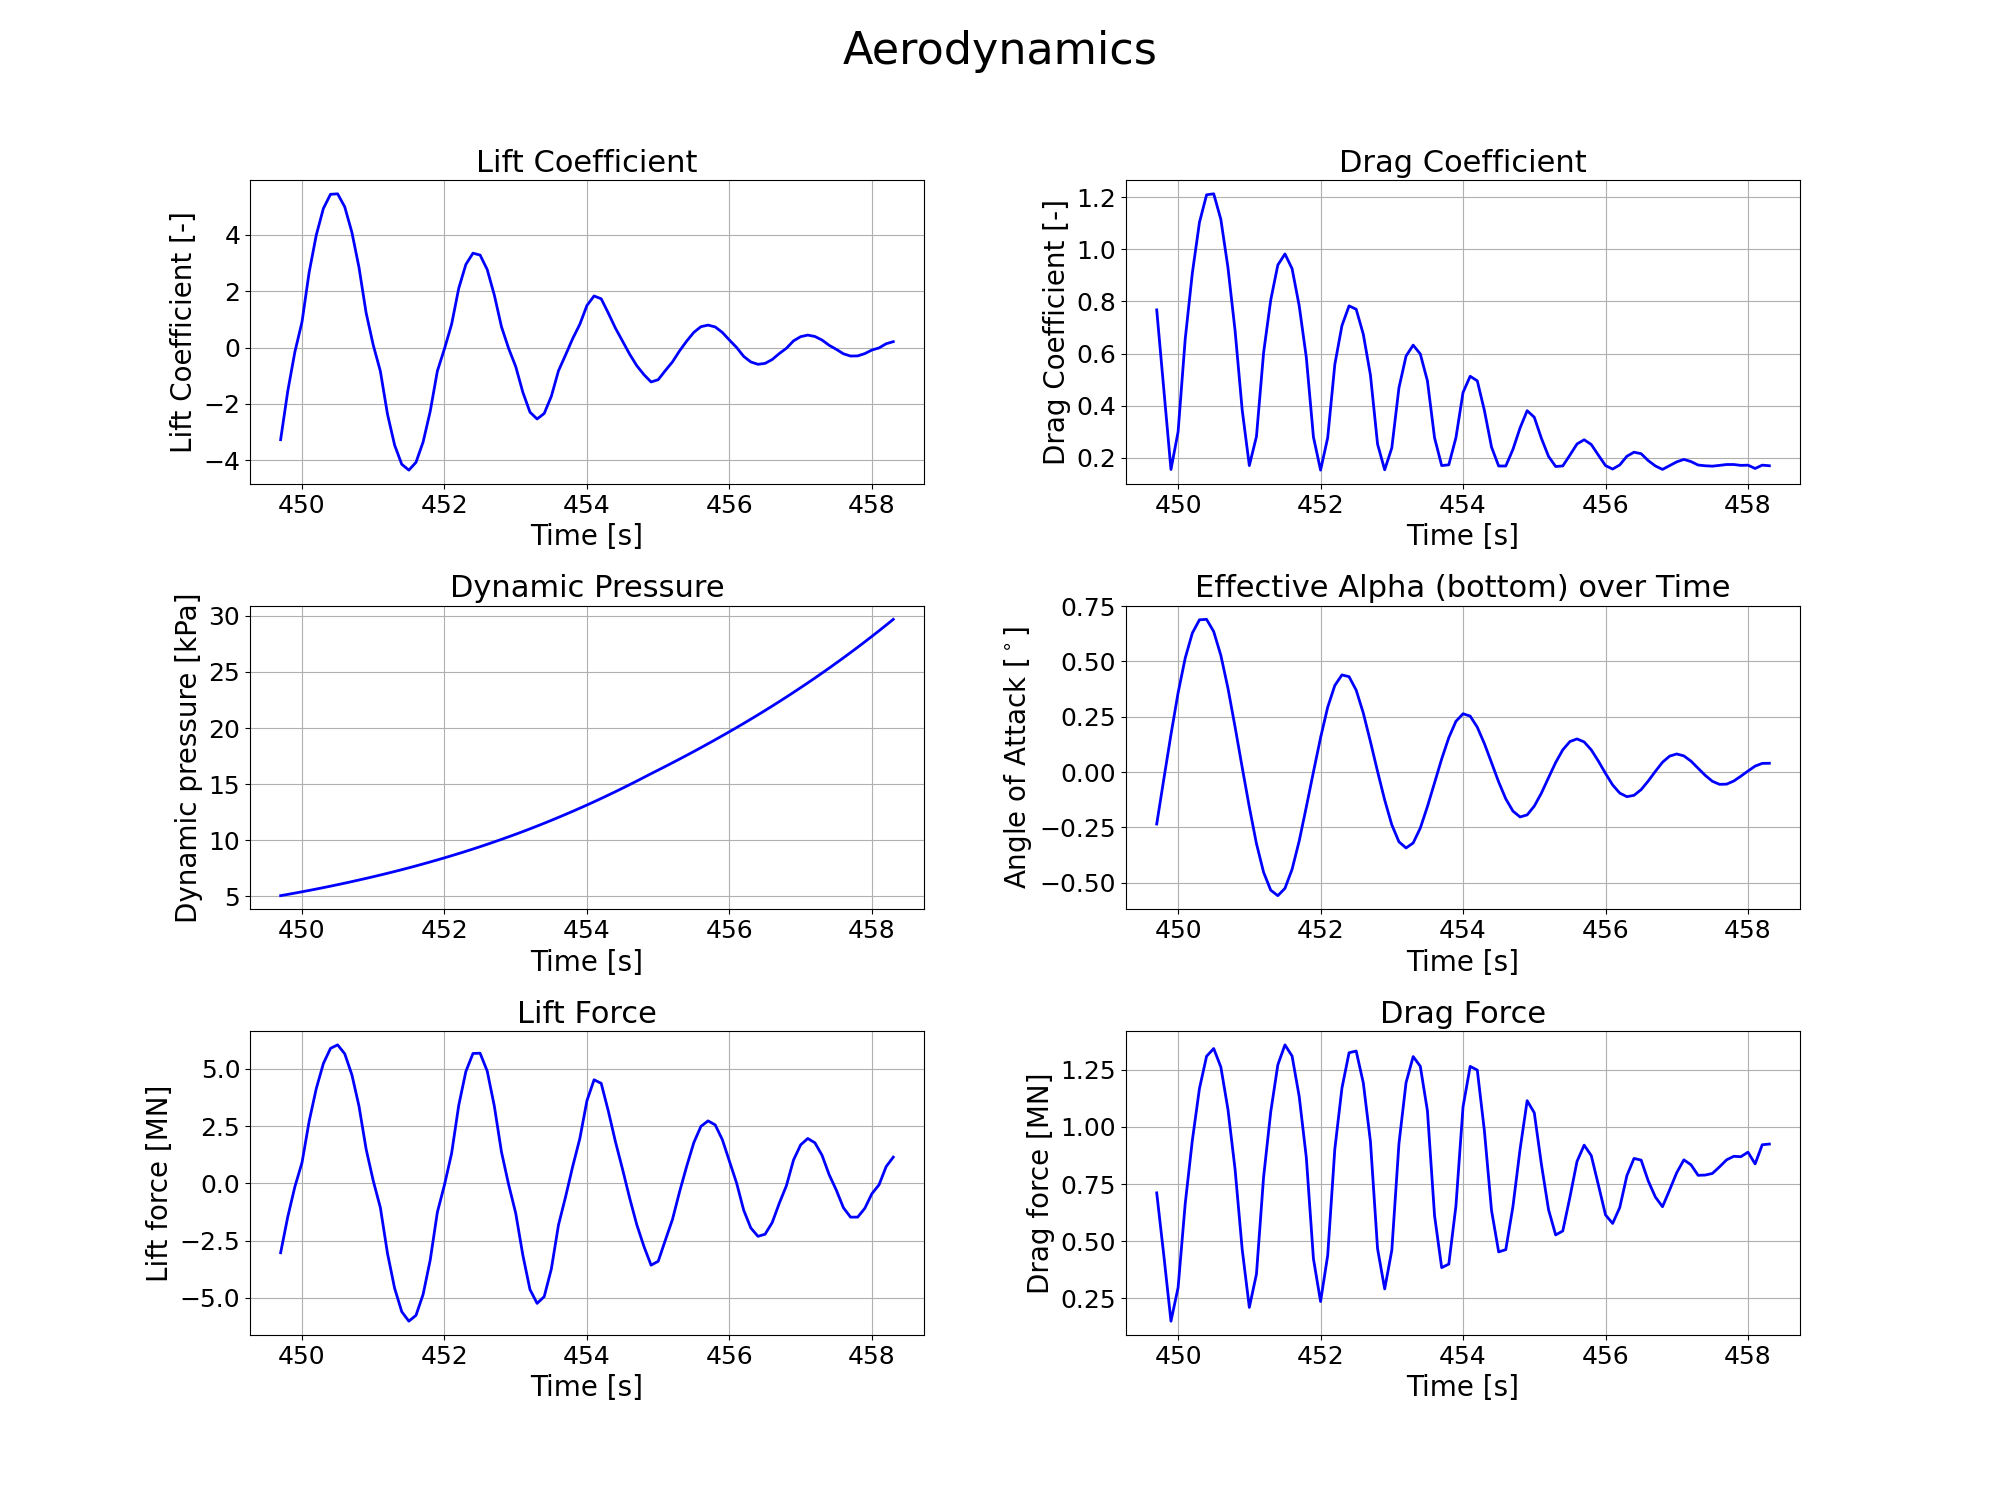 Aerodynamics
Lift Coefficient
Lift Coefficient [-]
4
2
0
−2
−4
450 452 454 456 458
Time [s]
Drag Coefficient
Drag Coefficient [-]
1.2
1.0
0.8
0.6
0.4
0.2
450 452 454 456 458
Time [s]
Dynamic Pressure
Dynamic pressure [kPa]
30
25
20
15
10
5
450 452 454 456 458
Time [s]
Effective Alpha (bottom) over Time
Angle of Attack [ ° ]
0.75
0.50
0.25
0.00
−0.25
−0.50
450 452 454 456 458
Time [s]
Lift Force
Lift force [MN]
5.0
2.5
0.0
−2.5
−5.0
450 452 454 456 458
Time [s]
Drag Force
Drag force [MN]
1.25
1.00
0.75
0.50
0.25
450 452 454 456 458
Time [s]